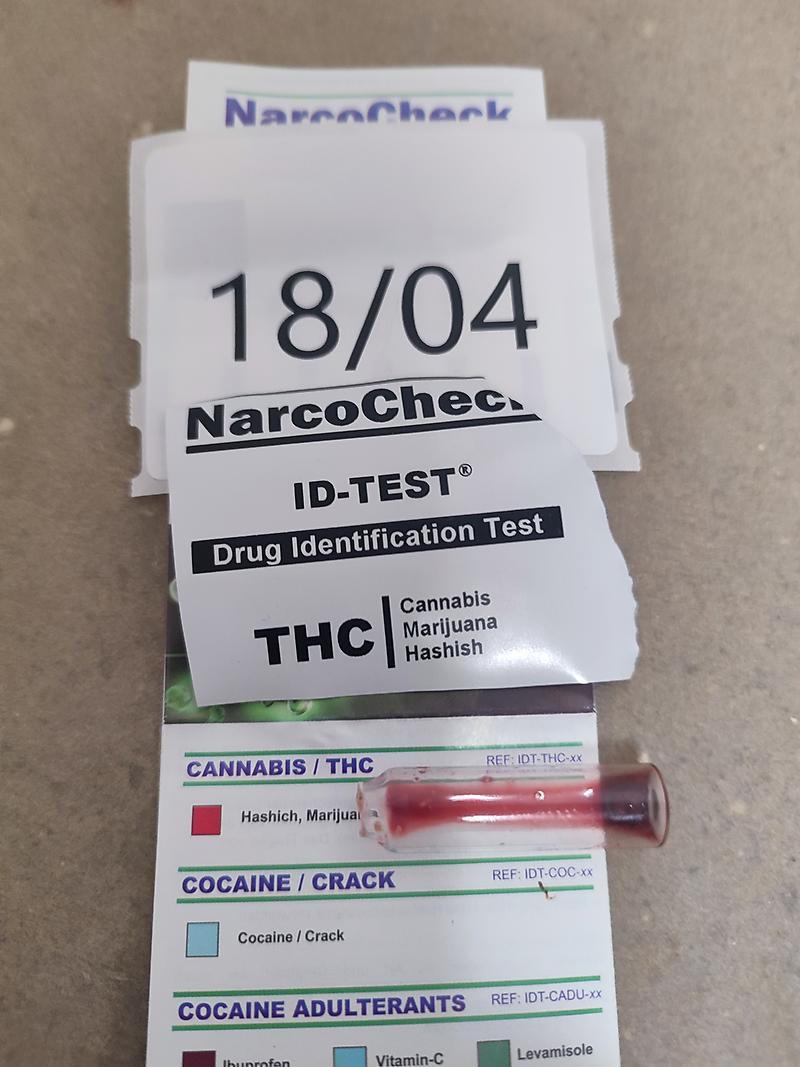 NarcoCheck
18/04
NarcoChec
ID-TEST®
Drug Identification Test
THC
Cannabis
Marijuana
Hashish
CANNABIS / THC REF: IDT-THC-xx
Hashich, Marijua
COCAINE / CRACK REF: IDT-COC-xx
Cocaine / Crack
COCAINE ADULTERANTS REF: IDT-CADU-xx
Ibuprofen Vitamin-C Levamisole